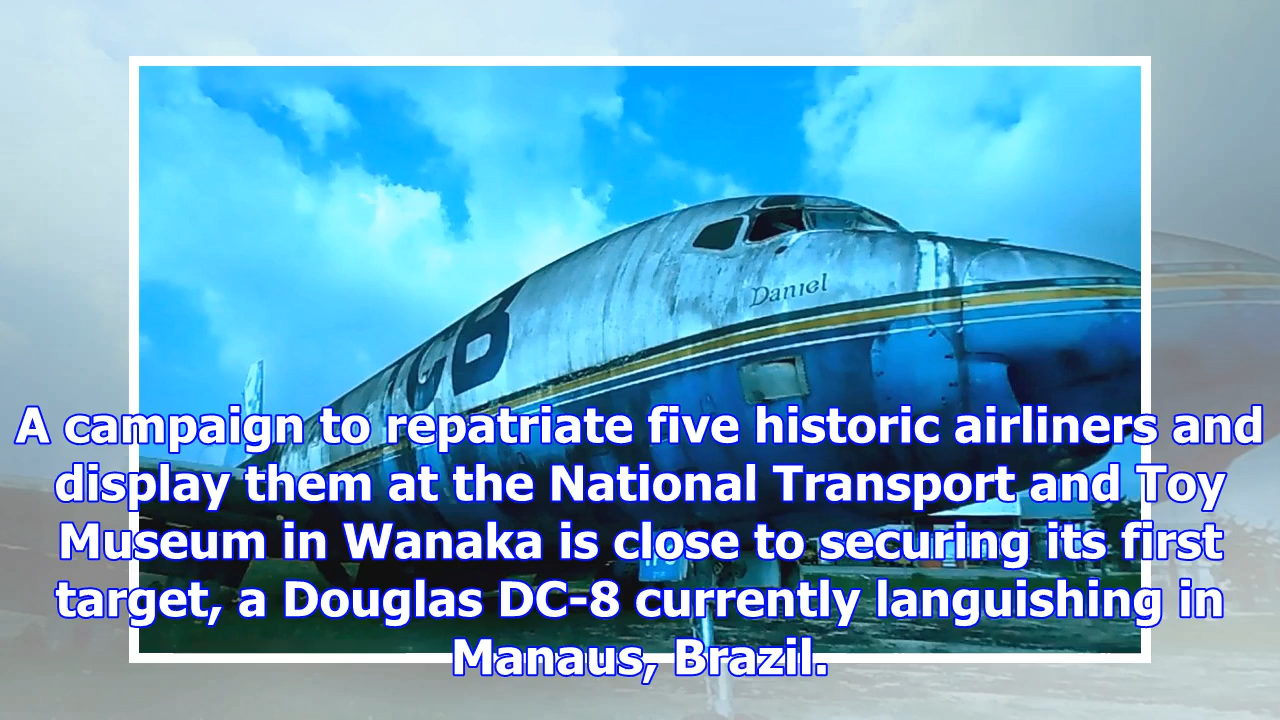 Daniel
A campaign to repatriate five historic airliners and
display them at the National Transport and Toy
Museum in Wanaka is close to securing its first
target, a Douglas DC-8 currently languishing in
Manaus, Brazil.